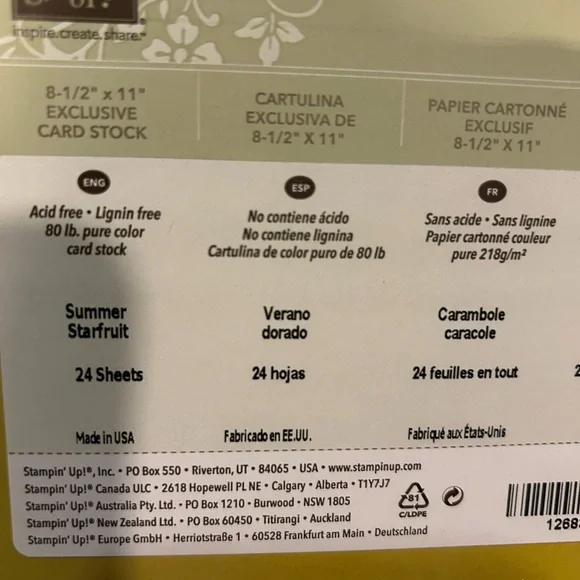 inspire.create.share.™
8-1/2" x 11"
EXCLUSIVE
CARD STOCK
CARTULINA
EXCLUSIVA DE
8-1/2" X 11"
PAPIER CARTONNÉ
EXCLUSIF
8-1/2" X 11"
ENG
Acid free • Lignin free
80 lb. pure color
card stock
ESP
No contiene ácido
No contiene lignina
Cartulina de color puro de 80 lb
FR
Sans acide • Sans lignine
Papier cartonné couleur
pure 218g/m²
Summer
Starfruit
Verano
dorado
Carambole
caracole
24 Sheets
24 hojas
24 feuilles en tout
2
Made in USA
Fabricado en EE.UU.
Fabriqué aux États-Unis
Stampin' Up!®, Inc. • PO Box 550 • Riverton, UT • 84065 • USA • www.stampinup.com
Stampin' Up!® Canada ULC • 2618 Hopewell PL NE • Calgary • Alberta • T1Y7J7
Stampin' Up!® Australia Pty. Ltd. • PO Box 1210 • Burwood • NSW 1805
Stampin' Up!® New Zealand Ltd. • PO Box 60450 • Titirangi • Auckland
Stampin' Up!® Europe GmbH • Herriotstraße 1 • 60528 Frankfurt am Main • Deutschland
81
C/LDPE
1268